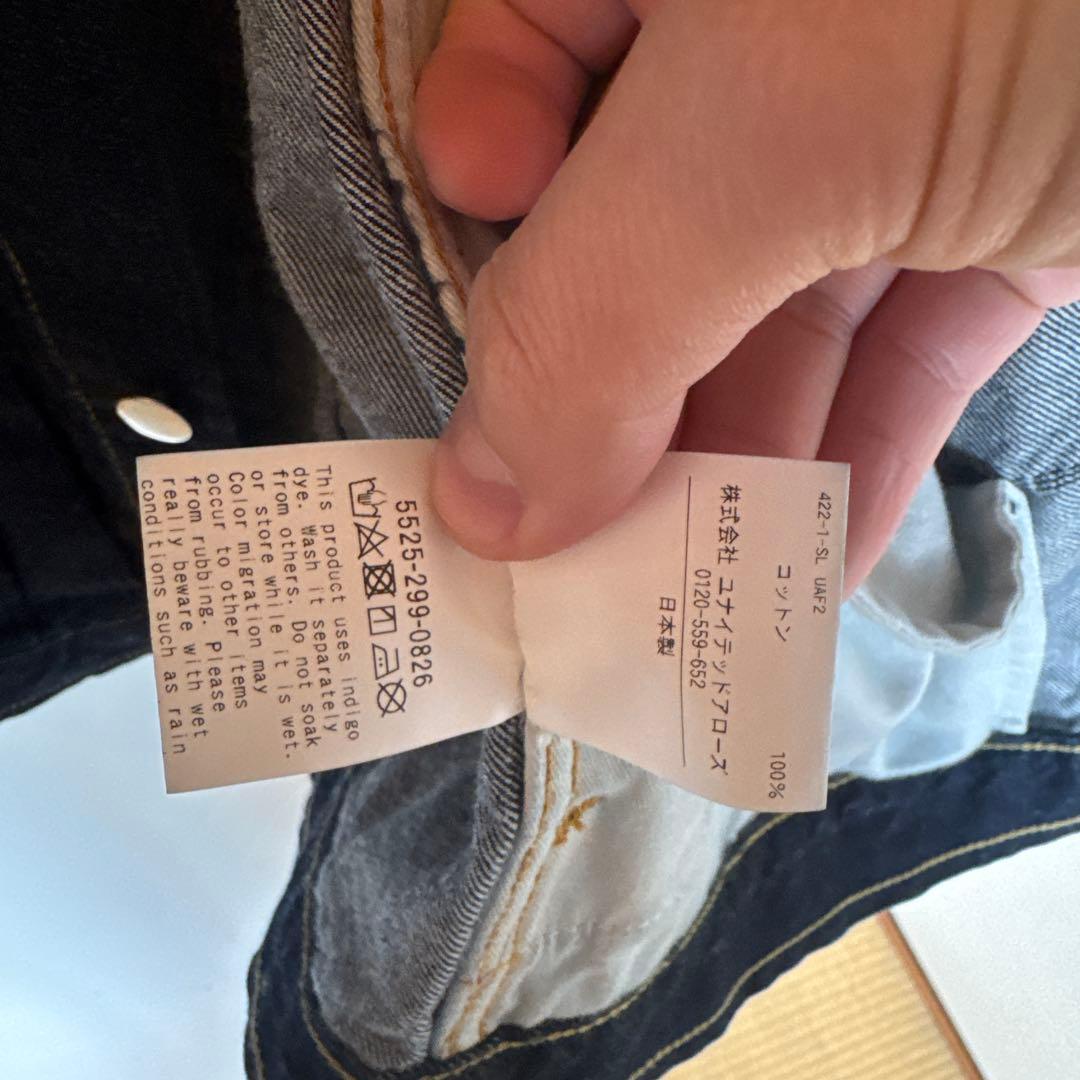 422-1-SL UAF2
コットン 100%
株式会社 ユナイテッドアローズ
0120-559-652
日本製
5525-299-0826
This product uses indigo
dye. Wash it separately
from others. Do not soak
or store while it is wet.
Color migration may
occur to other items
from rubbing. Please
really beware with wet
conditions such as rain